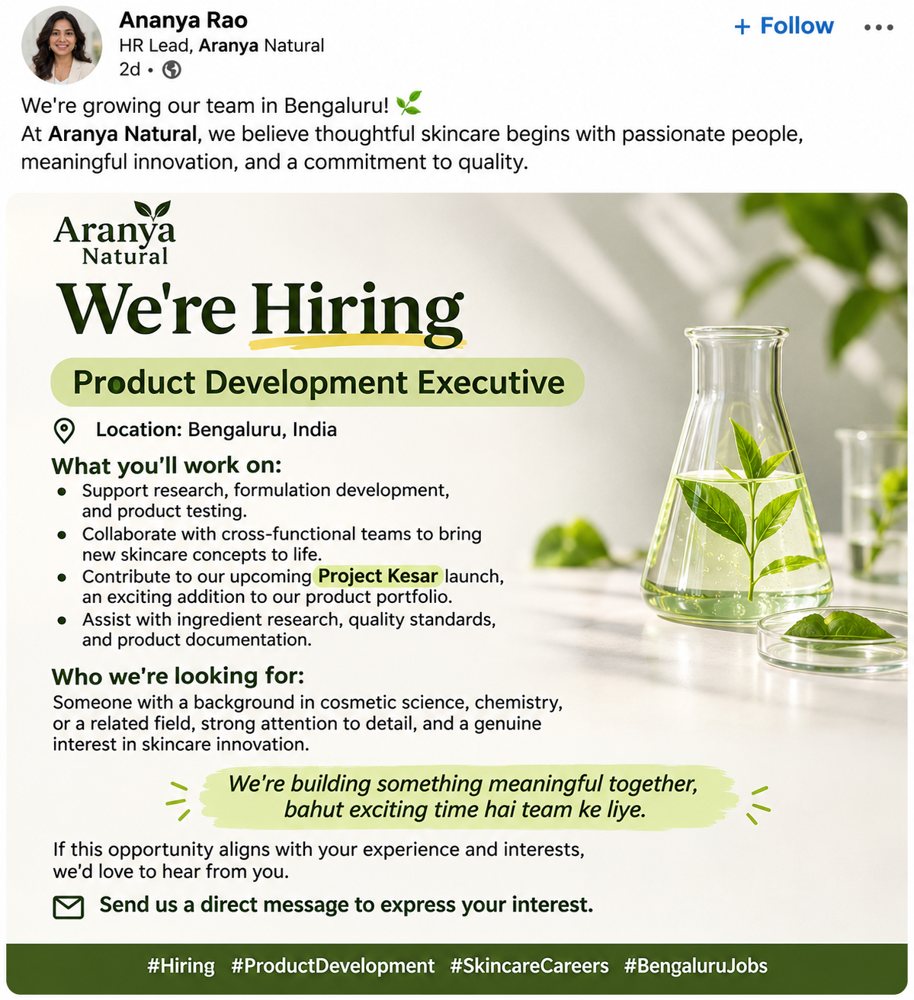 Ananya Rao
HR Lead, Aranya Natural
2d •
+ Follow
We're growing our team in Bengaluru! 🌿
At Aranya Natural, we believe thoughtful skincare begins with passionate people,
meaningful innovation, and a commitment to quality.
Aranya
Natural
We're Hiring
Product Development Executive
Location: Bengaluru, India
What you'll work on:
• Support research, formulation development,
and product testing.
• Collaborate with cross-functional teams to bring
new skincare concepts to life.
• Contribute to our upcoming Project Kesar launch,
an exciting addition to our product portfolio.
• Assist with ingredient research, quality standards,
and product documentation.
Who we're looking for:
Someone with a background in cosmetic science, chemistry,
or a related field, strong attention to detail, and a genuine
interest in skincare innovation.
We're building something meaningful together,
bahut exciting time hai team ke liye.
If this opportunity aligns with your experience and interests,
we'd love to hear from you.
Send us a direct message to express your interest.
#Hiring #ProductDevelopment #SkincareCareers #BengaluruJobs